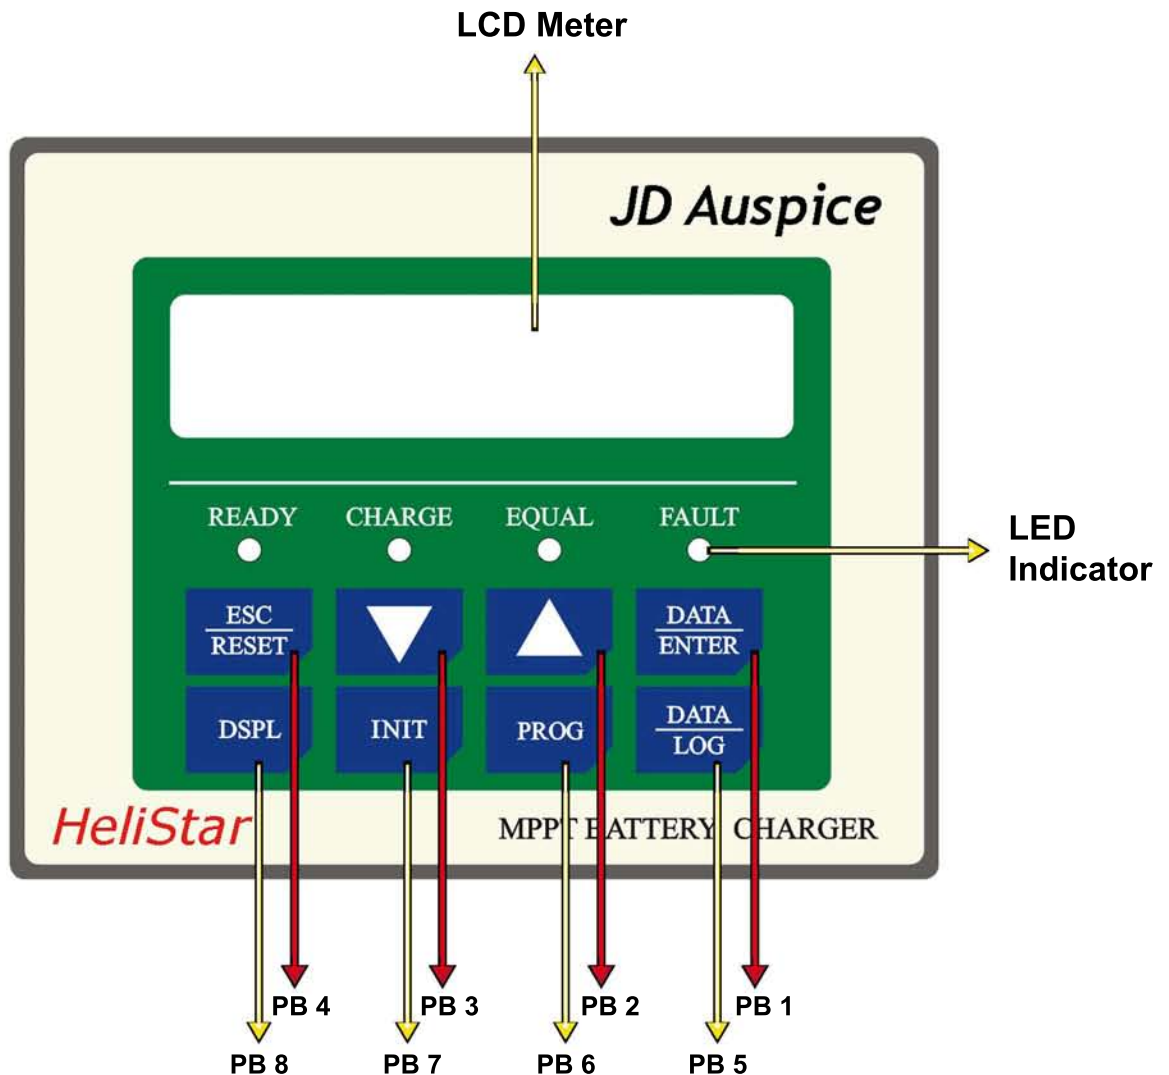 LCD Meter
JD Auspice
READY CHARGE EQUAL FAULT
LED
Indicator
ESC
RESET
DATA
ENTER
DSPL INIT PROG
DATA
LOG
HeliStar MPPT BATTERY CHARGER
PB 4 PB 3 PB 2 PB 1
PB 8 PB 7 PB 6 PB 5